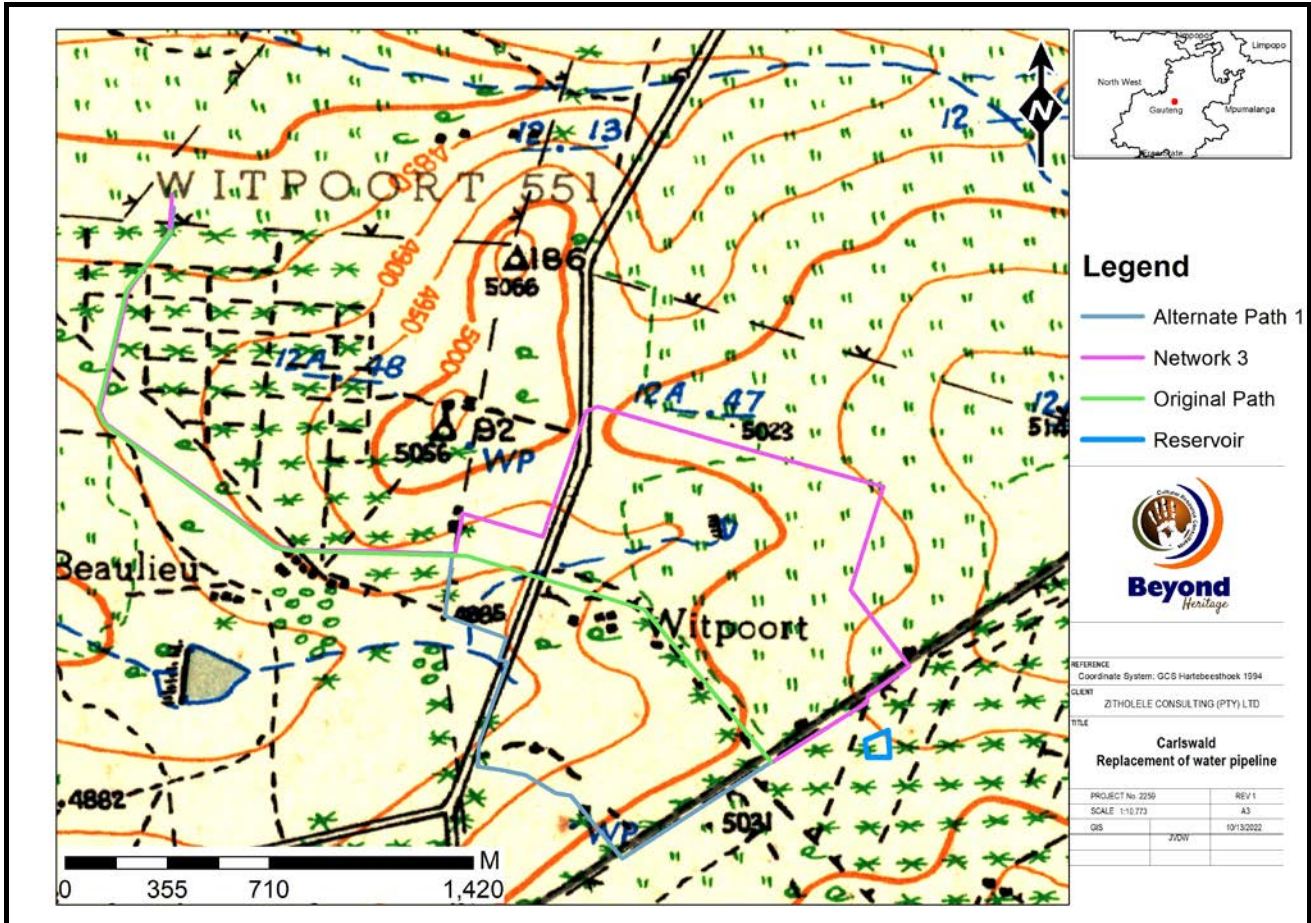 12 . 13
12
4850
WITPOORT 551
186
5066
4900
4950
5000
12A . 48
12A . 47
5023
12
92
5056
WP
Beaulieu
4885
Witpoort
4882
WP
5031
M
0 355 710 1,420
N
Limpopo
Limpopo
North West
Gauteng
Mpumalanga
Legend
Alternate Path 1
Network 3
Original Path
Reservoir
Beyond
Heritage
REFERENCE
Coordinate System: GCS Hartebeesthoek 1994
CLIENT
ZITHOLELE CONSULTING (PTY) LTD
TITLE
Carlswald
Replacement of water pipeline
PROJECT No. 2259 REV 1
SCALE 1:10,773 A3
GIS JVDW 10/13/2022